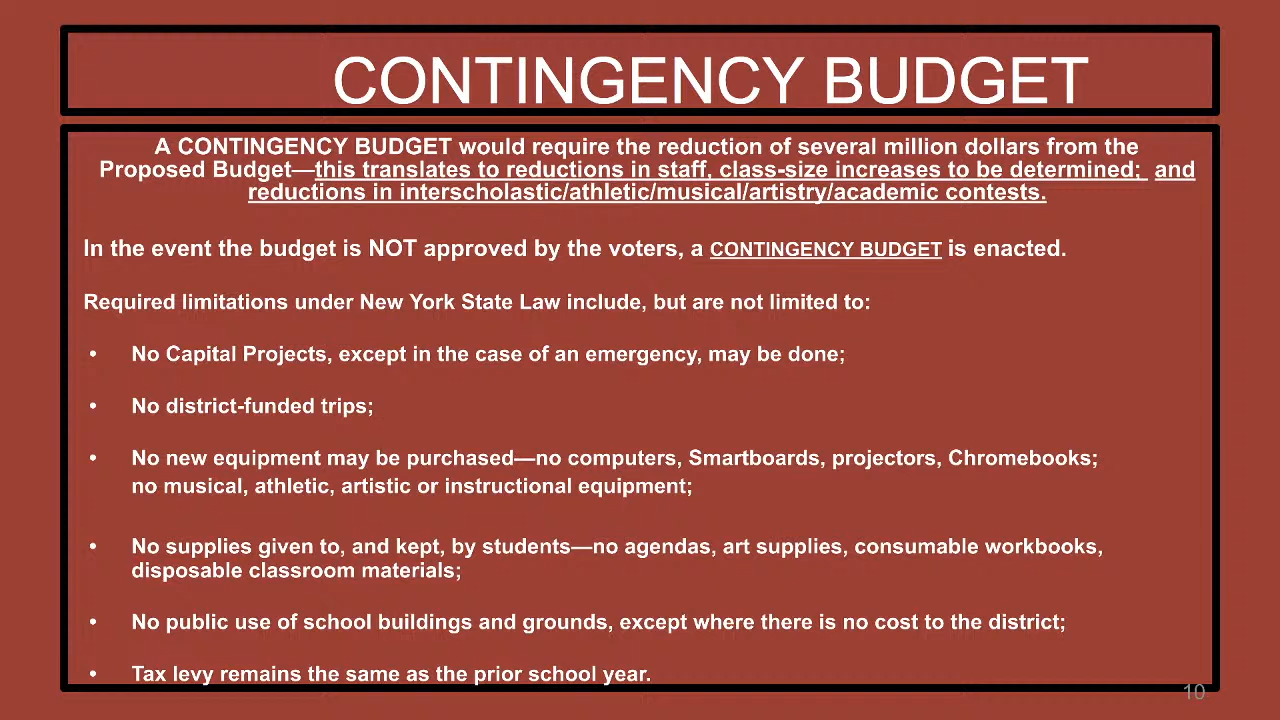 CONTINGENCY BUDGET
A CONTINGENCY BUDGET would require the reduction of several million dollars from the
Proposed Budget—this translates to reductions in staff, class-size increases to be determined; and
reductions in interscholastic/athletic/musical/artistry/academic contests.
In the event the budget is NOT approved by the voters, a CONTINGENCY BUDGET is enacted.
Required limitations under New York State Law include, but are not limited to:
• No Capital Projects, except in the case of an emergency, may be done;
• No district-funded trips;
• No new equipment may be purchased—no computers, Smartboards, projectors, Chromebooks;
no musical, athletic, artistic or instructional equipment;
• No supplies given to, and kept, by students—no agendas, art supplies, consumable workbooks,
disposable classroom materials;
• No public use of school buildings and grounds, except where there is no cost to the district;
• Tax levy remains the same as the prior school year.
10